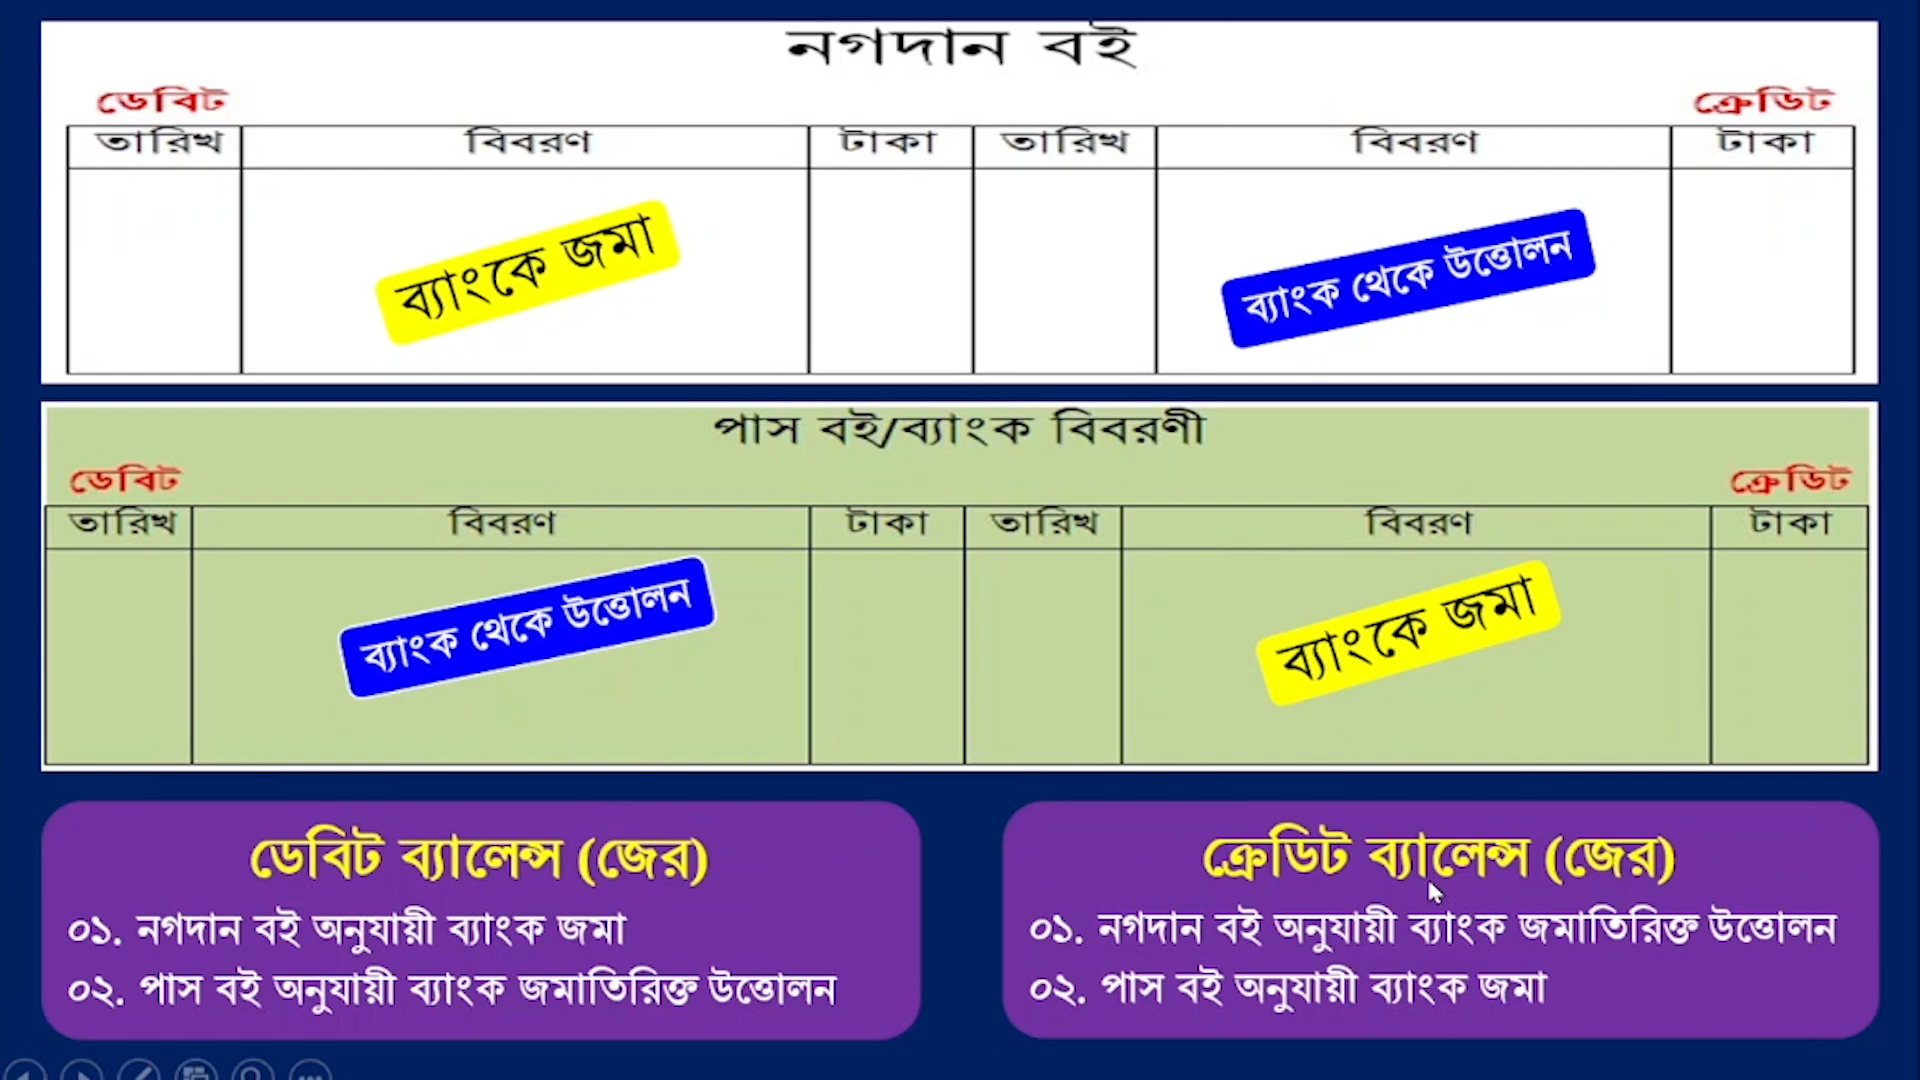 নগদান বই
ডেবিট ক্রেডিট
তারিখ বিবরণ টাকা তারিখ বিবরণ টাকা
ব্যাংকে জমা ব্যাংক থেকে উত্তোলন
পাস বই/ব্যাংক বিবরণী
ডেবিট ক্রেডিট
তারিখ বিবরণ টাকা তারিখ বিবরণ টাকা
ব্যাংক থেকে উত্তোলন ব্যাংকে জমা
ডেবিট ব্যালেন্স (জের)
০১. নগদান বই অনুযায়ী ব্যাংক জমা
০২. পাস বই অনুযায়ী ব্যাংক জমাতিরিক্ত উত্তোলন
ক্রেডিট ব্যালেন্স (জের)
০১. নগদান বই অনুযায়ী ব্যাংক জমাতিরিক্ত উত্তোলন
০২. পাস বই অনুযায়ী ব্যাংক জমা